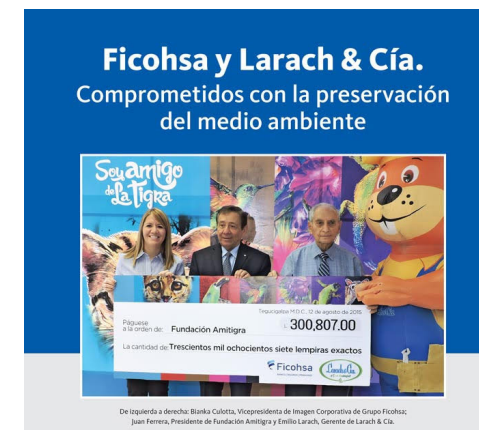 Ficohsa y Larach & Cía.
Comprometidos con la preservación
del medio ambiente
Soy amigo
de La Tigra
Tegucigalpa M.D.C., 12 de agosto de 2015
Páguese
a la orden de: Fundación Amitigra L. 300,807.00
La cantidad de: Trescientos mil ochocientos siete lempiras exactos
Ficohsa Larach & Cía
De izquierda a derecha: Bianka Culotta, Vicepresidenta de Imagen Corporativa de Grupo Ficohsa;
Juan Ferrera, Presidente de Fundación Amitigra y Emilio Larach, Gerente de Larach & Cía.